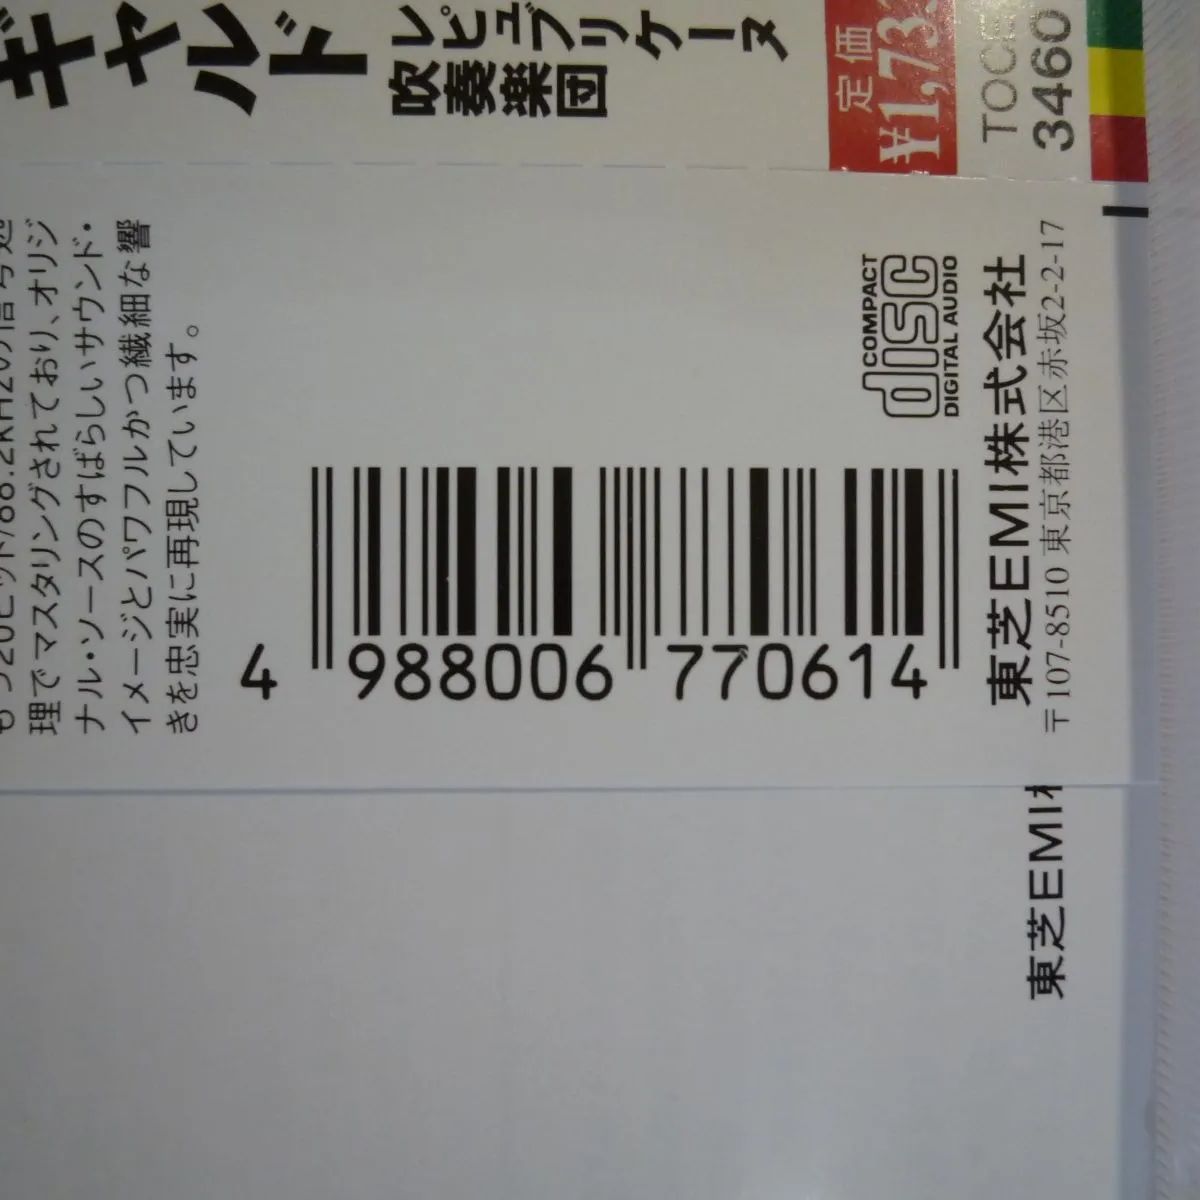 ギャルド
レピュブリケーヌ
吹奏楽団
定価
¥1,733
TOCE
3460
理でマスタリングされており、オリジ
ナル・ソースのすばらしいサウンド・
イメージとパワフルかつ繊細な響
きを忠実に再現しています。
COMPACT
disc
DIGITAL AUDIO
4 988006 770614
東芝EMI株式会社
〒107-8510 東京都港区赤坂2-2-17
東芝EMI